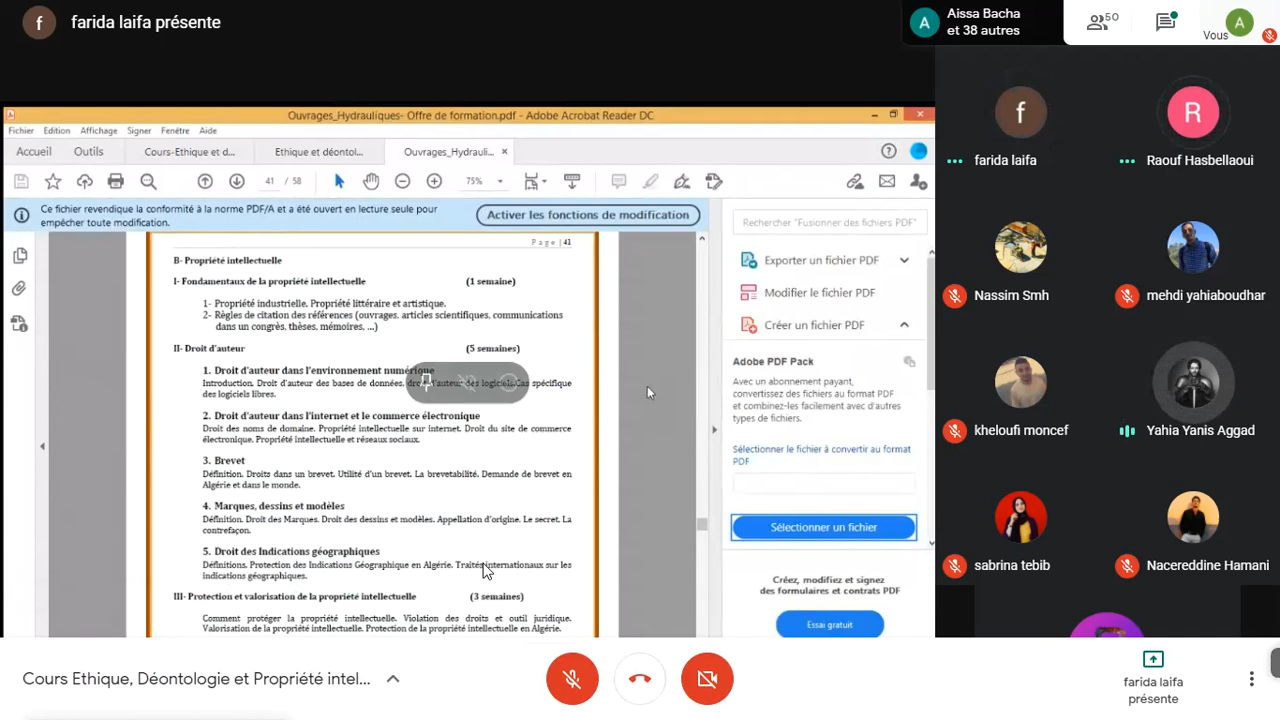 f farida laifa présente
A Aissa Bacha
et 38 autres
50
A
Vous
Ouvrages_Hydrauliques- Offre de formation.pdf - Adobe Acrobat Reader DC
Fichier Edition Affichage Signer Fenêtre Aide
Accueil Outils Cours-Ethique et d... Ethique et déontol... Ouvrages_Hydrauli... ×
41 / 58 75%
Ce fichier revendique la conformité à la norme PDF/A et a été ouvert en lecture seule pour
empêcher toute modification.
Activer les fonctions de modification
Page | 41
B- Propriété intellectuelle
I- Fondamentaux de la propriété intellectuelle (1 semaine)
1- Propriété industrielle. Propriété littéraire et artistique.
2- Règles de citation des références (ouvrages, articles scientifiques, communications
dans un congrès, thèses, mémoires, ...)
II- Droit d'auteur (5 semaines)
1. Droit d'auteur dans l'environnement numérique
Introduction. Droit d'auteur des bases de données, droit d'auteur des logiciels. Cas spécifique
des logiciels libres.
2. Droit d'auteur dans l'internet et le commerce électronique
Droit des noms de domaine. Propriété intellectuelle sur internet. Droit du site de commerce
électronique. Propriété intellectuelle et réseaux sociaux.
3. Brevet
Définition. Droits dans un brevet. Utilité d'un brevet. La brevetabilité. Demande de brevet en
Algérie et dans le monde.
4. Marques, dessins et modèles
Définition. Droit des Marques. Droit des dessins et modèles. Appellation d'origine. Le secret. La
contrefaçon.
5. Droit des Indications géographiques
Définitions. Protection des Indications Géographique en Algérie. Traités internationaux sur les
indications géographiques.
III- Protection et valorisation de la propriété intellectuelle (3 semaines)
Comment protéger la propriété intellectuelle. Violation des droits et outil juridique.
Valorisation de la propriété intellectuelle. Protection de la propriété intellectuelle en Algérie.
Rechercher "Fusionner des fichiers PDF"
Exporter un fichier PDF
Modifier le fichier PDF
Créer un fichier PDF
Adobe PDF Pack
Avec un abonnement payant,
convertissez des fichiers au format PDF
et combinez-les facilement avec d'autres
types de fichiers.
Sélectionner le fichier à convertir au format
PDF
Sélectionner un fichier
Créez, modifiez et signez
des formulaires et contrats PDF
Essai gratuit
f R
farida laifa Raouf Hasbellaoui
Nassim Smh mehdi yahiaboudhar
kheloufi moncef Yahia Yanis Aggad
sabrina tebib Nacereddine Hamani
Cours Ethique, Déontologie et Propriété intel...
farida laifa
présente